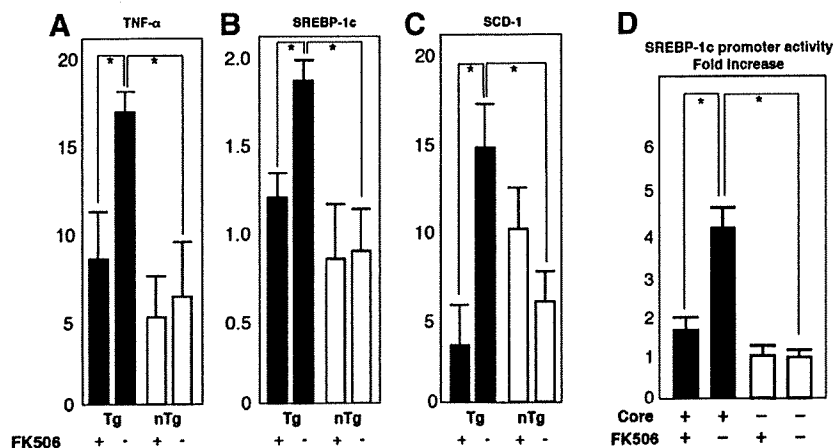 A TNF-α
20
15
10
5
0
* *
Tg nTg
FK506 + - + -
B SREBP-1c
2.0
1.5
1.0
0.5
0
* *
Tg nTg
+ - + -
C SCD-1
20
15
10
5
0
* *
Tg nTg
+ - + -
D
SREBP-1c promoter activity
Fold Increase
6
5
4
3
2
1
0
* *
Core + + − −
FK506 + − + −